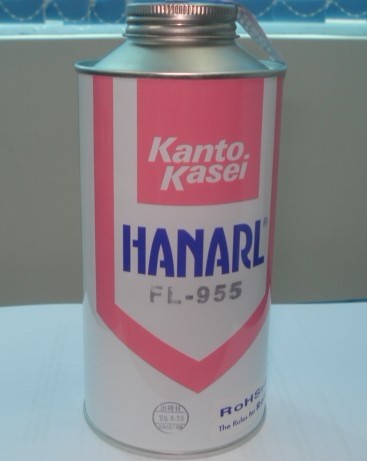 Kanto
Kasei
HANARL®
FL-955
RoHS
The Rules for